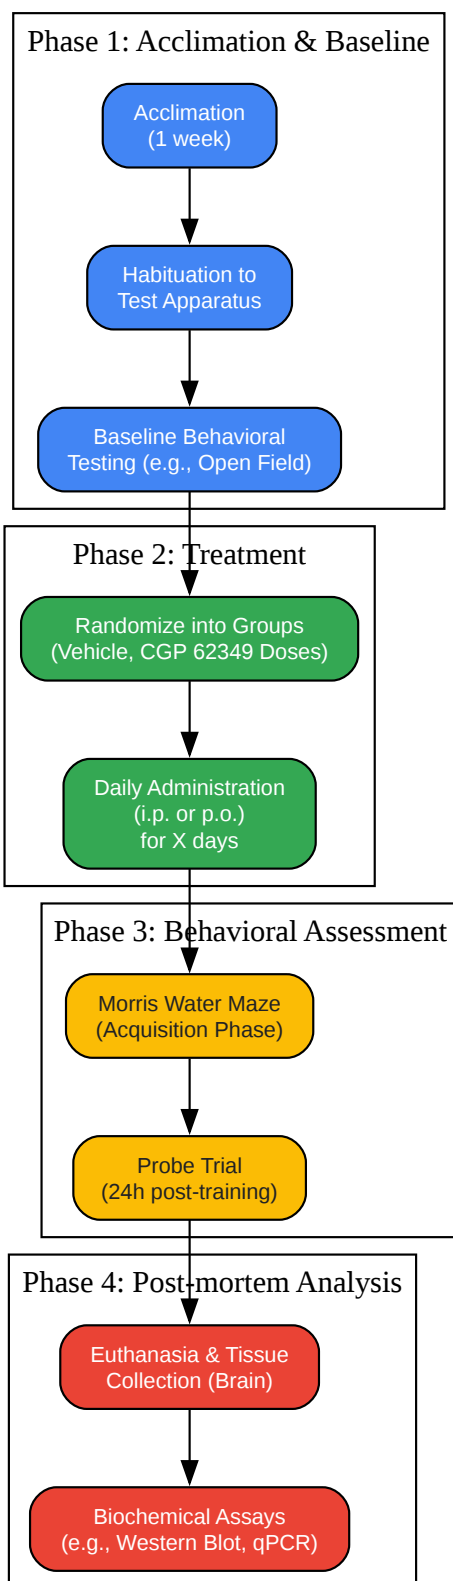 Phase 1: Acclimation & Baseline
Acclimation
(1 week)
Habituation to
Test Apparatus
Baseline Behavioral
Testing (e.g., Open Field)
Phase 2: Treatment
Randomize into Groups
(Vehicle, CGP 62349 Doses)
Daily Administration
(i.p. or p.o.)
for X days
Phase 3: Behavioral Assessment
Morris Water Maze
(Acquisition Phase)
Probe Trial
(24h post-training)
Phase 4: Post-mortem Analysis
Euthanasia & Tissue
Collection (Brain)
Biochemical Assays
(e.g., Western Blot, qPCR)